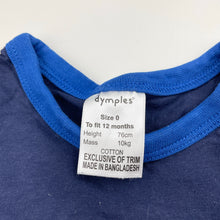 dymples
Size 0
To fit 12 months
Height 76cm
Mass 10kg
COTTON
EXCLUSIVE OF TRIM
MADE IN BANGLADESH